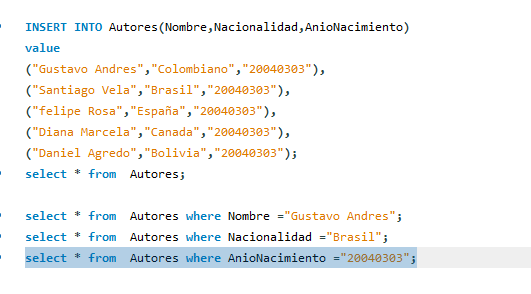 INSERT INTO Autores(Nombre,Nacionalidad,AnioNacimiento)
value
("Gustavo Andres","Colombiano","20040303"),
("Santiago Vela","Brasil","20040303"),
("felipe Rosa","España","20040303"),
("Diana Marcela","Canada","20040303"),
("Daniel Agredo","Bolivia","20040303");
select * from  Autores;
select * from  Autores where Nombre ="Gustavo Andres";
select * from  Autores where Nacionalidad ="Brasil";
select * from  Autores where AnioNacimiento ="20040303";